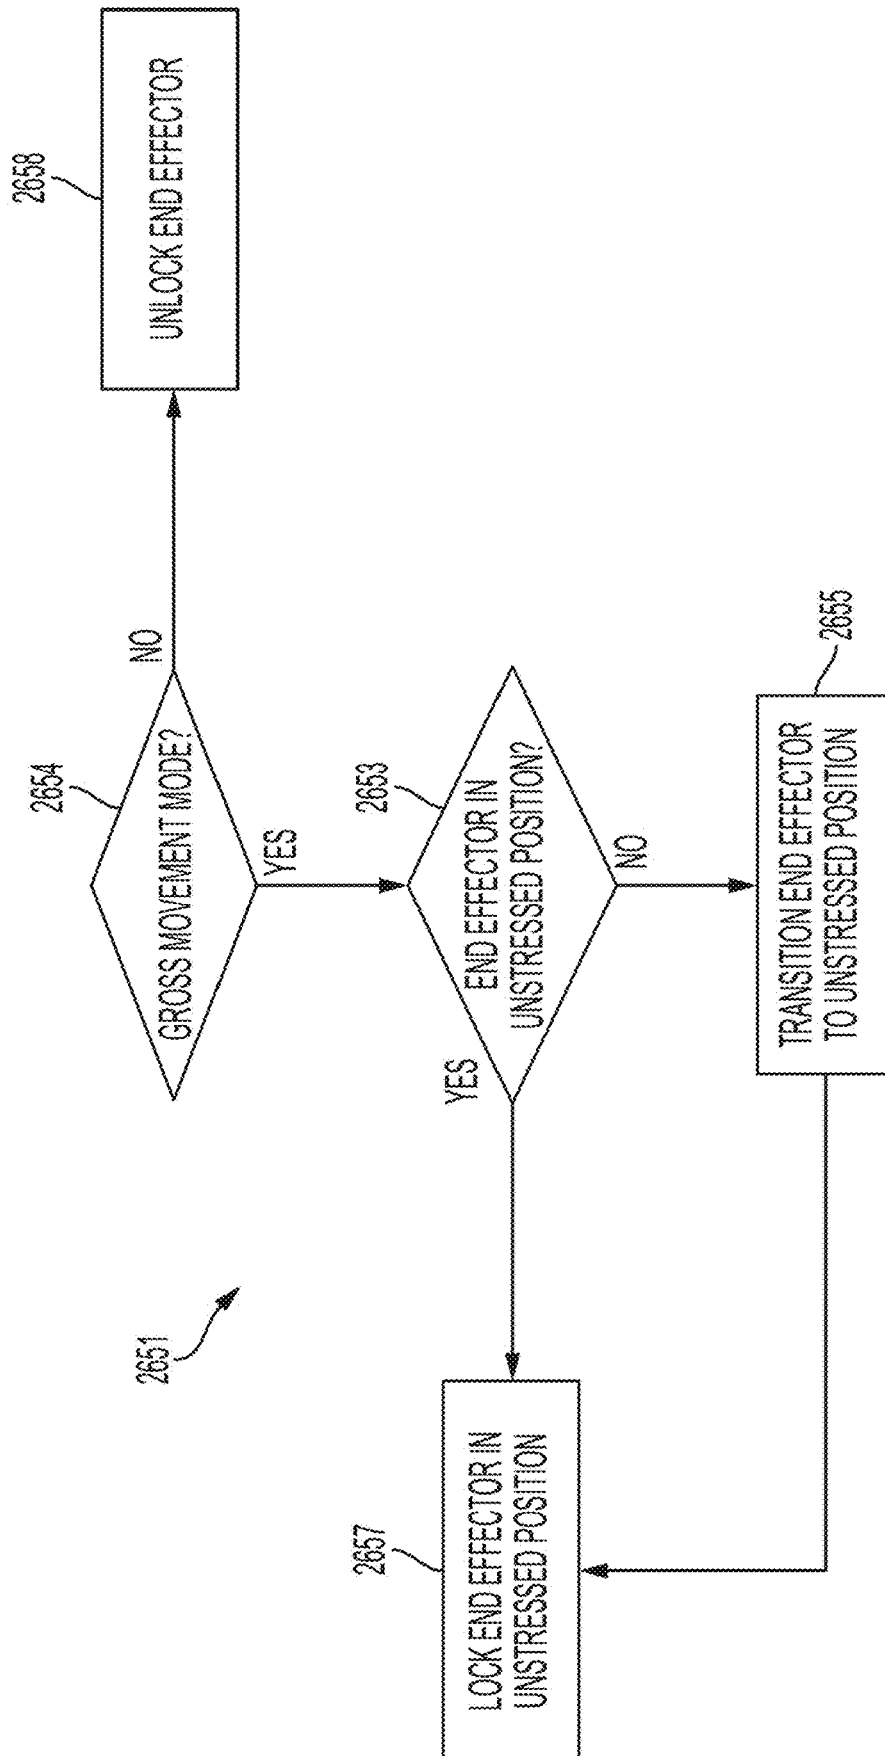 2651
2654
GROSS MOVEMENT MODE?
NO
2658
UNLOCK END EFFECTOR
YES
2653
END EFFECTOR IN
UNSTRESSED POSITION?
YES
2657
LOCK END EFFECTOR IN
UNSTRESSED POSITION
NO
2655
TRANSITION END EFFECTOR
TO UNSTRESSED POSITION